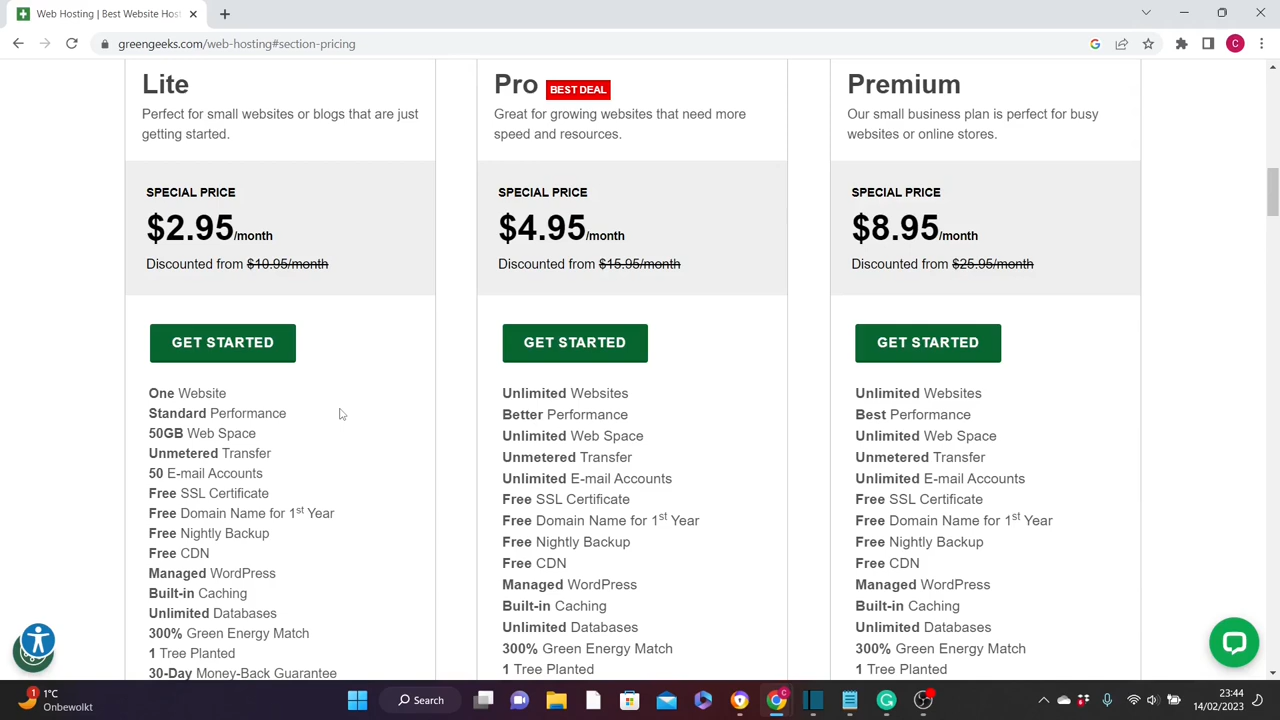 Web Hosting | Best Website Hos
greengeeks.com/web-hosting#section-pricing
C
Lite
Perfect for small websites or blogs that are just
getting started.
SPECIAL PRICE
$2.95/month
Discounted from $10.95/month
GET STARTED
One Website
Standard Performance
50GB Web Space
Unmetered Transfer
50 E-mail Accounts
Free SSL Certificate
Free Domain Name for 1st Year
Free Nightly Backup
Free CDN
Managed WordPress
Built-in Caching
Unlimited Databases
300% Green Energy Match
1 Tree Planted
30-Day Money-Back Guarantee
Pro BEST DEAL
Great for growing websites that need more
speed and resources.
SPECIAL PRICE
$4.95/month
Discounted from $15.95/month
GET STARTED
Unlimited Websites
Better Performance
Unlimited Web Space
Unmetered Transfer
Unlimited E-mail Accounts
Free SSL Certificate
Free Domain Name for 1st Year
Free Nightly Backup
Free CDN
Managed WordPress
Built-in Caching
Unlimited Databases
300% Green Energy Match
1 Tree Planted
Premium
Our small business plan is perfect for busy
websites or online stores.
SPECIAL PRICE
$8.95/month
Discounted from $25.95/month
GET STARTED
Unlimited Websites
Best Performance
Unlimited Web Space
Unmetered Transfer
Unlimited E-mail Accounts
Free SSL Certificate
Free Domain Name for 1st Year
Free Nightly Backup
Free CDN
Managed WordPress
Built-in Caching
Unlimited Databases
300% Green Energy Match
1 Tree Planted
1
1°C
Onbewolkt
Search
23:44
14/02/2023